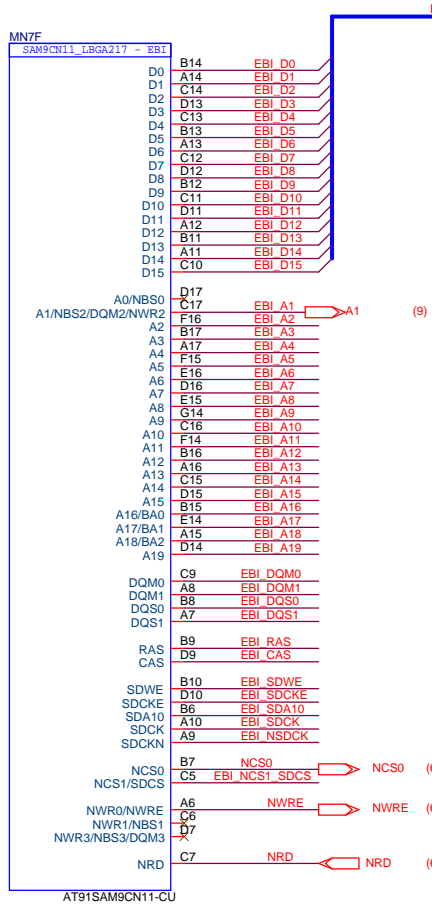 MN7F
SAM9CN11_LBGA217 - EBI
D0 B14 EBI_D0
D1 A14 EBI_D1
D2 C14 EBI_D2
D3 D13 EBI_D3
D4 C13 EBI_D4
D5 B13 EBI_D5
D6 A13 EBI_D6
D7 C12 EBI_D7
D8 D12 EBI_D8
D9 B12 EBI_D9
D10 C11 EBI_D10
D11 D11 EBI_D11
D12 A12 EBI_D12
D13 B11 EBI_D13
D14 A11 EBI_D14
D15 C10 EBI_D15
A0/NBS0 D17
A1/NBS2/DQM2/NWR2 C17 EBI_A1 A1 (9)
A2 F16 EBI_A2
A3 B17 EBI_A3
A4 A17 EBI_A4
A5 F15 EBI_A5
A6 E16 EBI_A6
A7 D16 EBI_A7
A8 E15 EBI_A8
A9 G14 EBI_A9
A10 C16 EBI_A10
A11 F14 EBI_A11
A12 B16 EBI_A12
A13 A16 EBI_A13
A14 C15 EBI_A14
A15 D15 EBI_A15
A16/BA0 B15 EBI_A16
A17/BA1 E14 EBI_A17
A18/BA2 A15 EBI_A18
A19 D14 EBI_A19
DQM0 C9 EBI_DQM0
DQM1 A8 EBI_DQM1
DQS0 B8 EBI_DQS0
DQS1 A7 EBI_DQS1
RAS B9 EBI_RAS
CAS D9 EBI_CAS
SDWE B10 EBI_SDWE
SDCKE D10 EBI_SDCKE
SDA10 B6 EBI_SDA10
SDCK A10 EBI_SDCK
SDCKN A9 EBI_NSDCK
NCS0 B7 NCS0 NCS0
NCS1/SDCS C5 EBI_NCS1_SDCS
NWR0/NWRE A6 NWRE NWRE
NWR1/NBS1 C6
NWR3/NBS3/DQM3 D7
NRD C7 NRD NRD
AT91SAM9CN11-CU